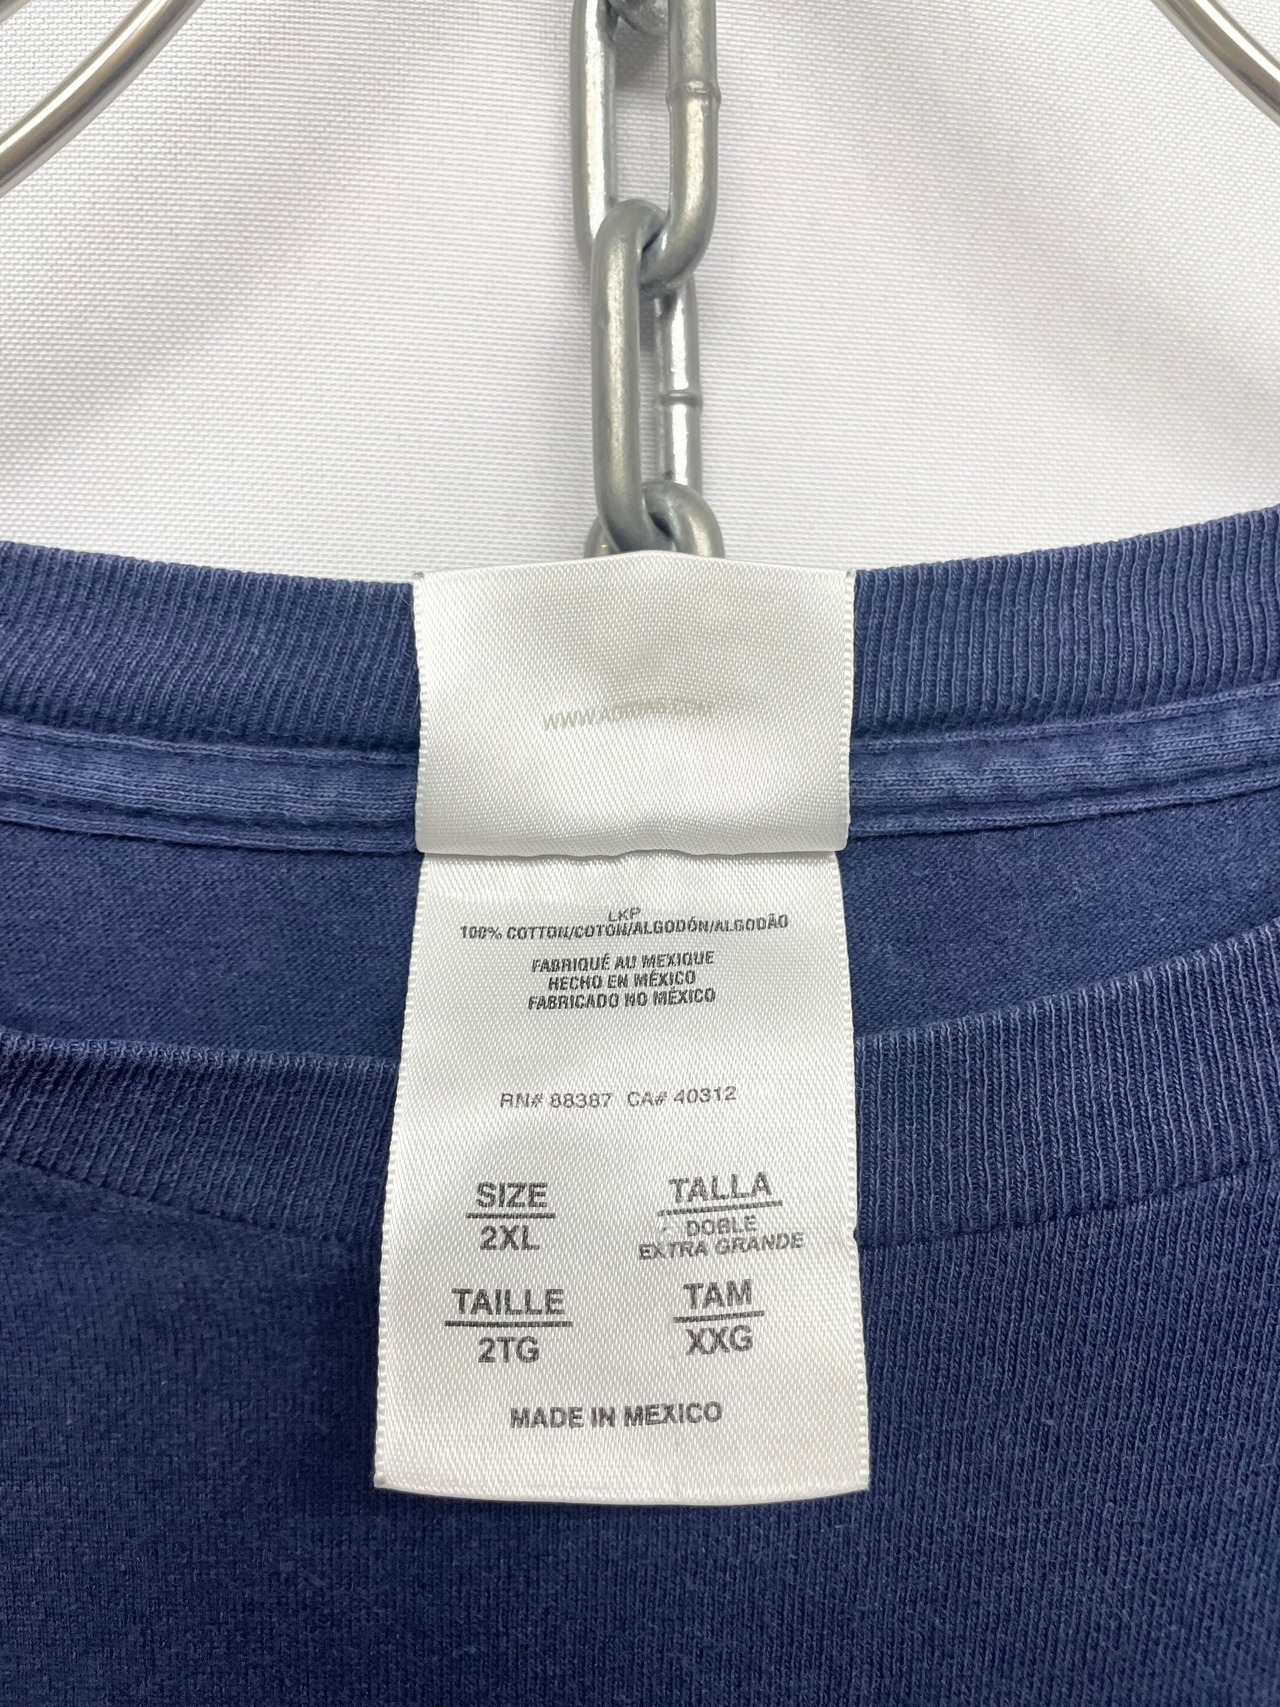 LKP
100% COTTON/COTON/ALGODÓN/ALGODÃO
FABRIQUÉ AU MEXIQUE
HECHO EN MÉXICO
FABRICADO NO MÉXICO
RN# 88387 CA# 40312
SIZE TALLA
2XL DOBLE
EXTRA GRANDE
TAILLE TAM
2TG XXG
MADE IN MEXICO